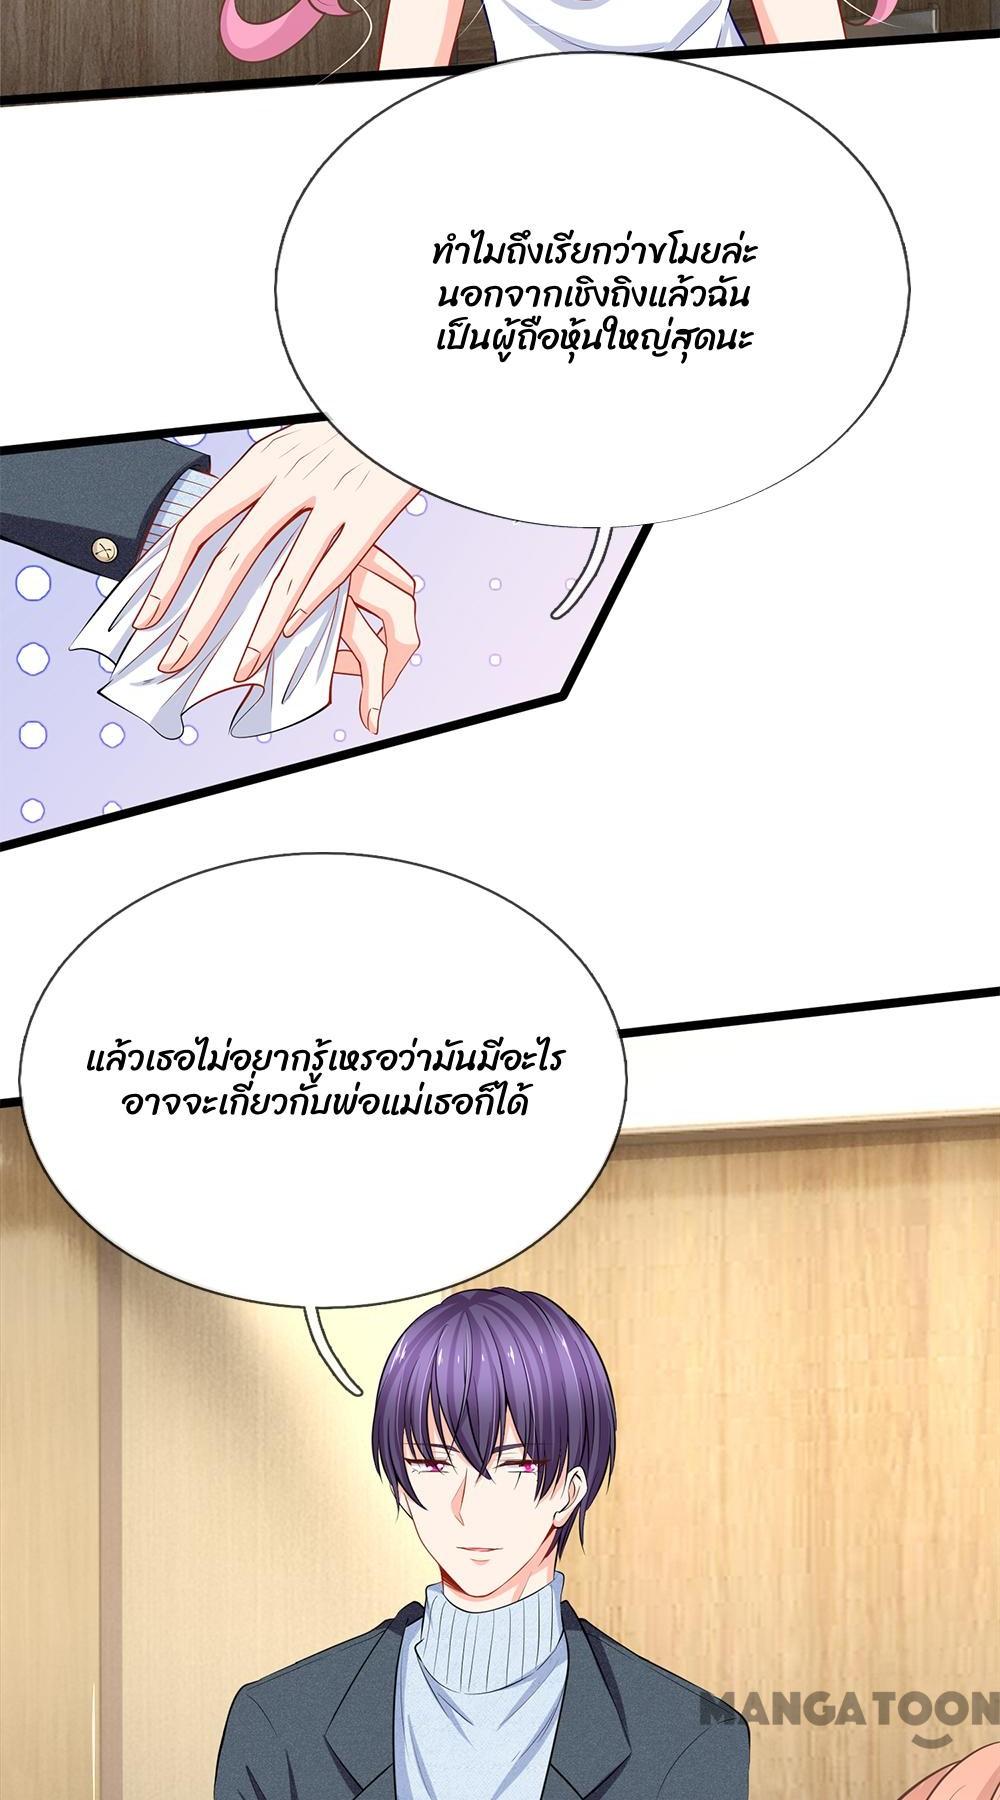 ทำไมถึงเรียกว่าขโมยล่ะ
นอกจากเชิงถิงแล้วฉัน
เป็นผู้ถือหุ้นใหญ่สุดนะ
แล้วเธอไม่อยากรู้เหรอว่ามันมีอะไร
อาจจะเกี่ยวกับพ่อแม่เธอก็ได้
MANGATOON